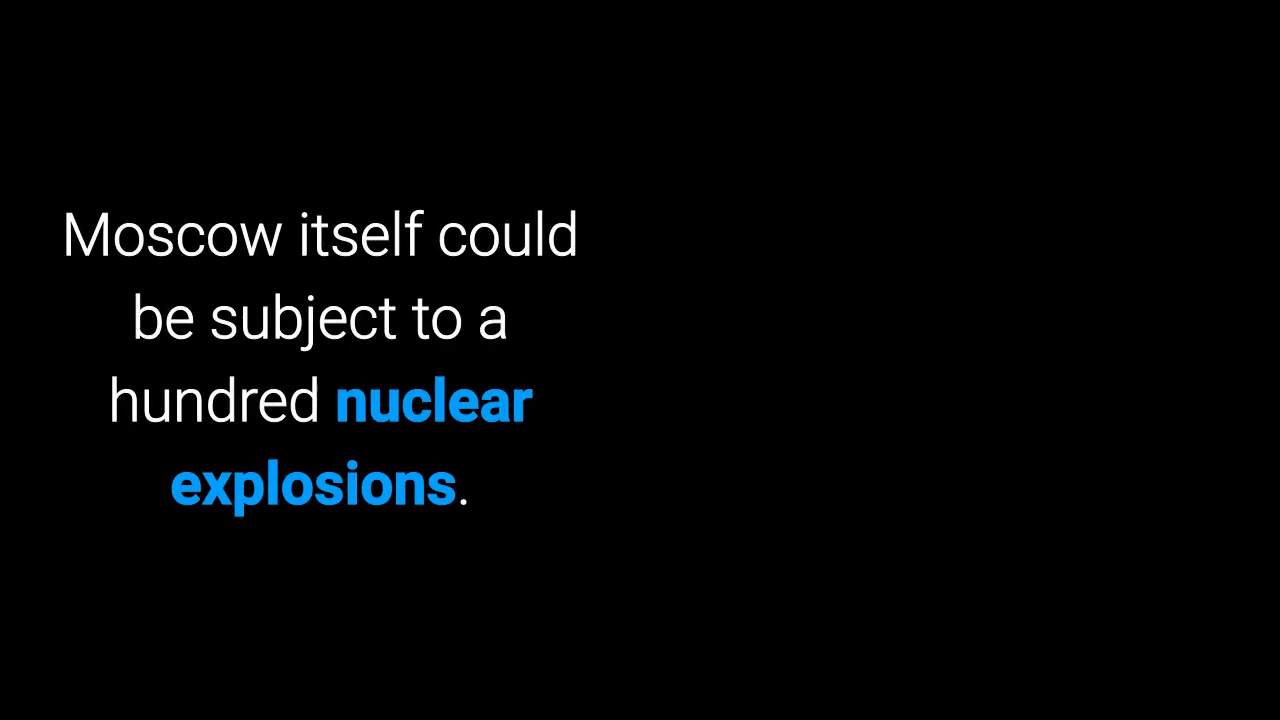 Moscow itself could
be subject to a
hundred nuclear
explosions.